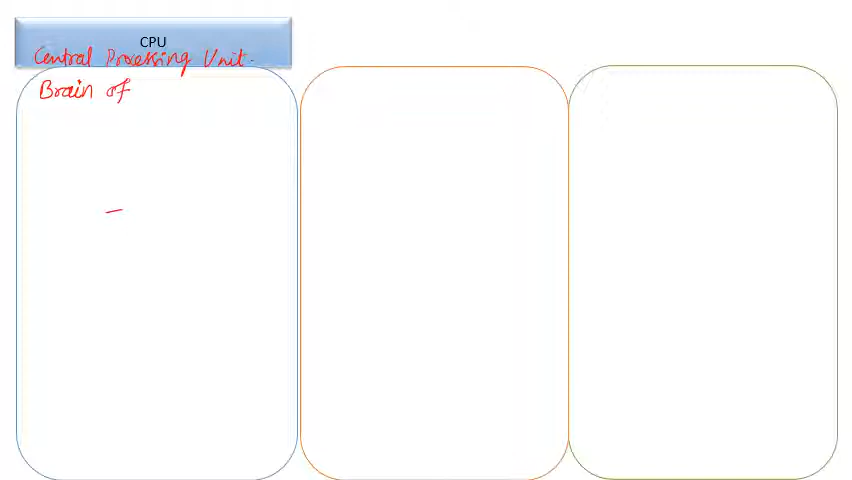 CPU
Central Processing Unit.
Brain of